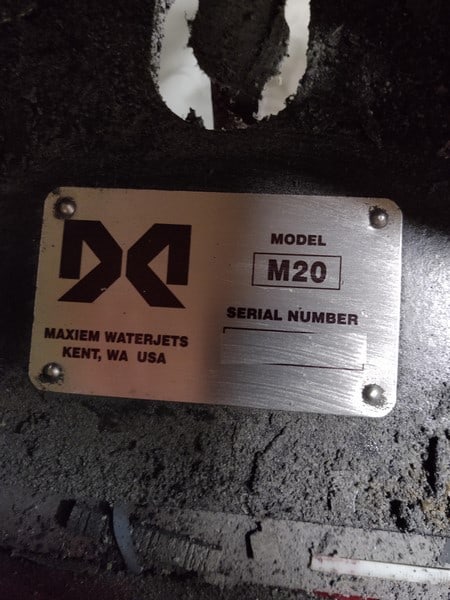 MODEL
M20
SERIAL NUMBER
MAXIEM WATERJETS
KENT, WA USA